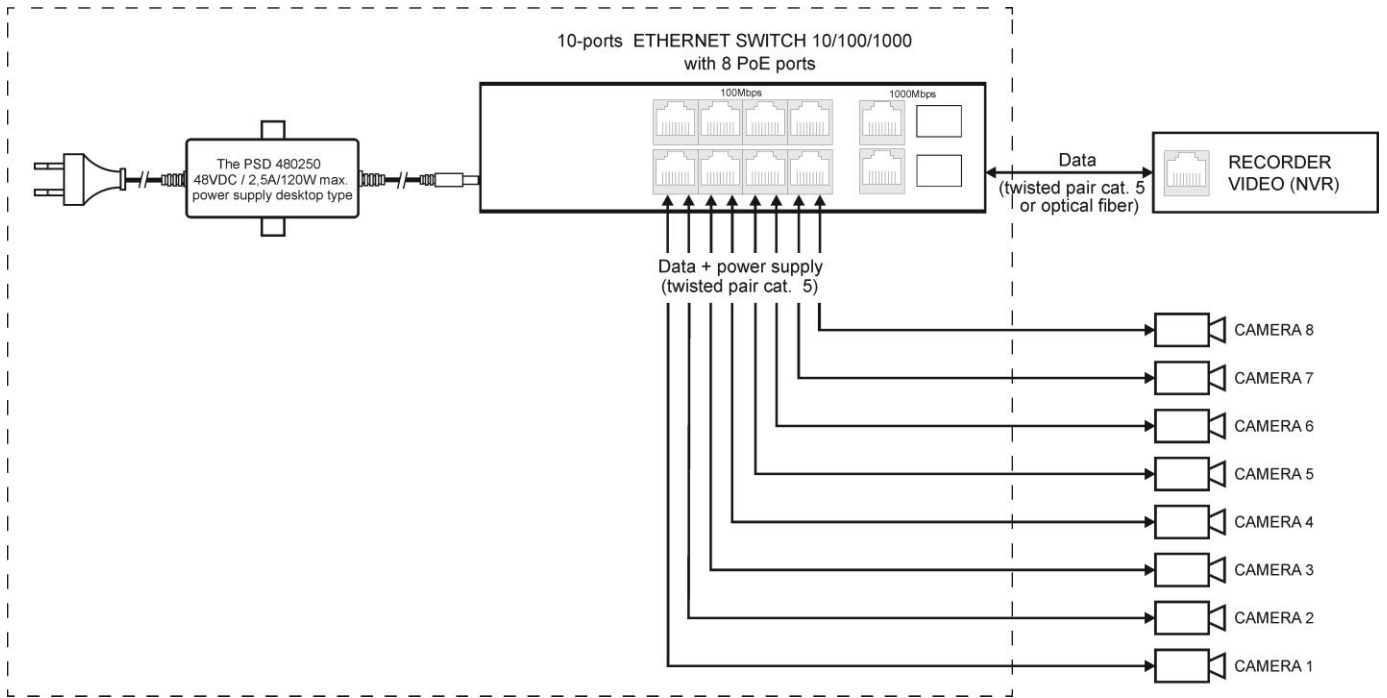 10-ports ETHERNET SWITCH 10/100/1000
with 8 PoE ports
100Mbps
1000Mbps
The PSD 480250
48VDC / 2,5A/120W max.
power supply desktop type
Data
(twisted pair cat. 5
or optical fiber)
RECORDER
VIDEO (NVR)
Data + power supply
(twisted pair cat. 5)
CAMERA 8
CAMERA 7
CAMERA 6
CAMERA 5
CAMERA 4
CAMERA 3
CAMERA 2
CAMERA 1